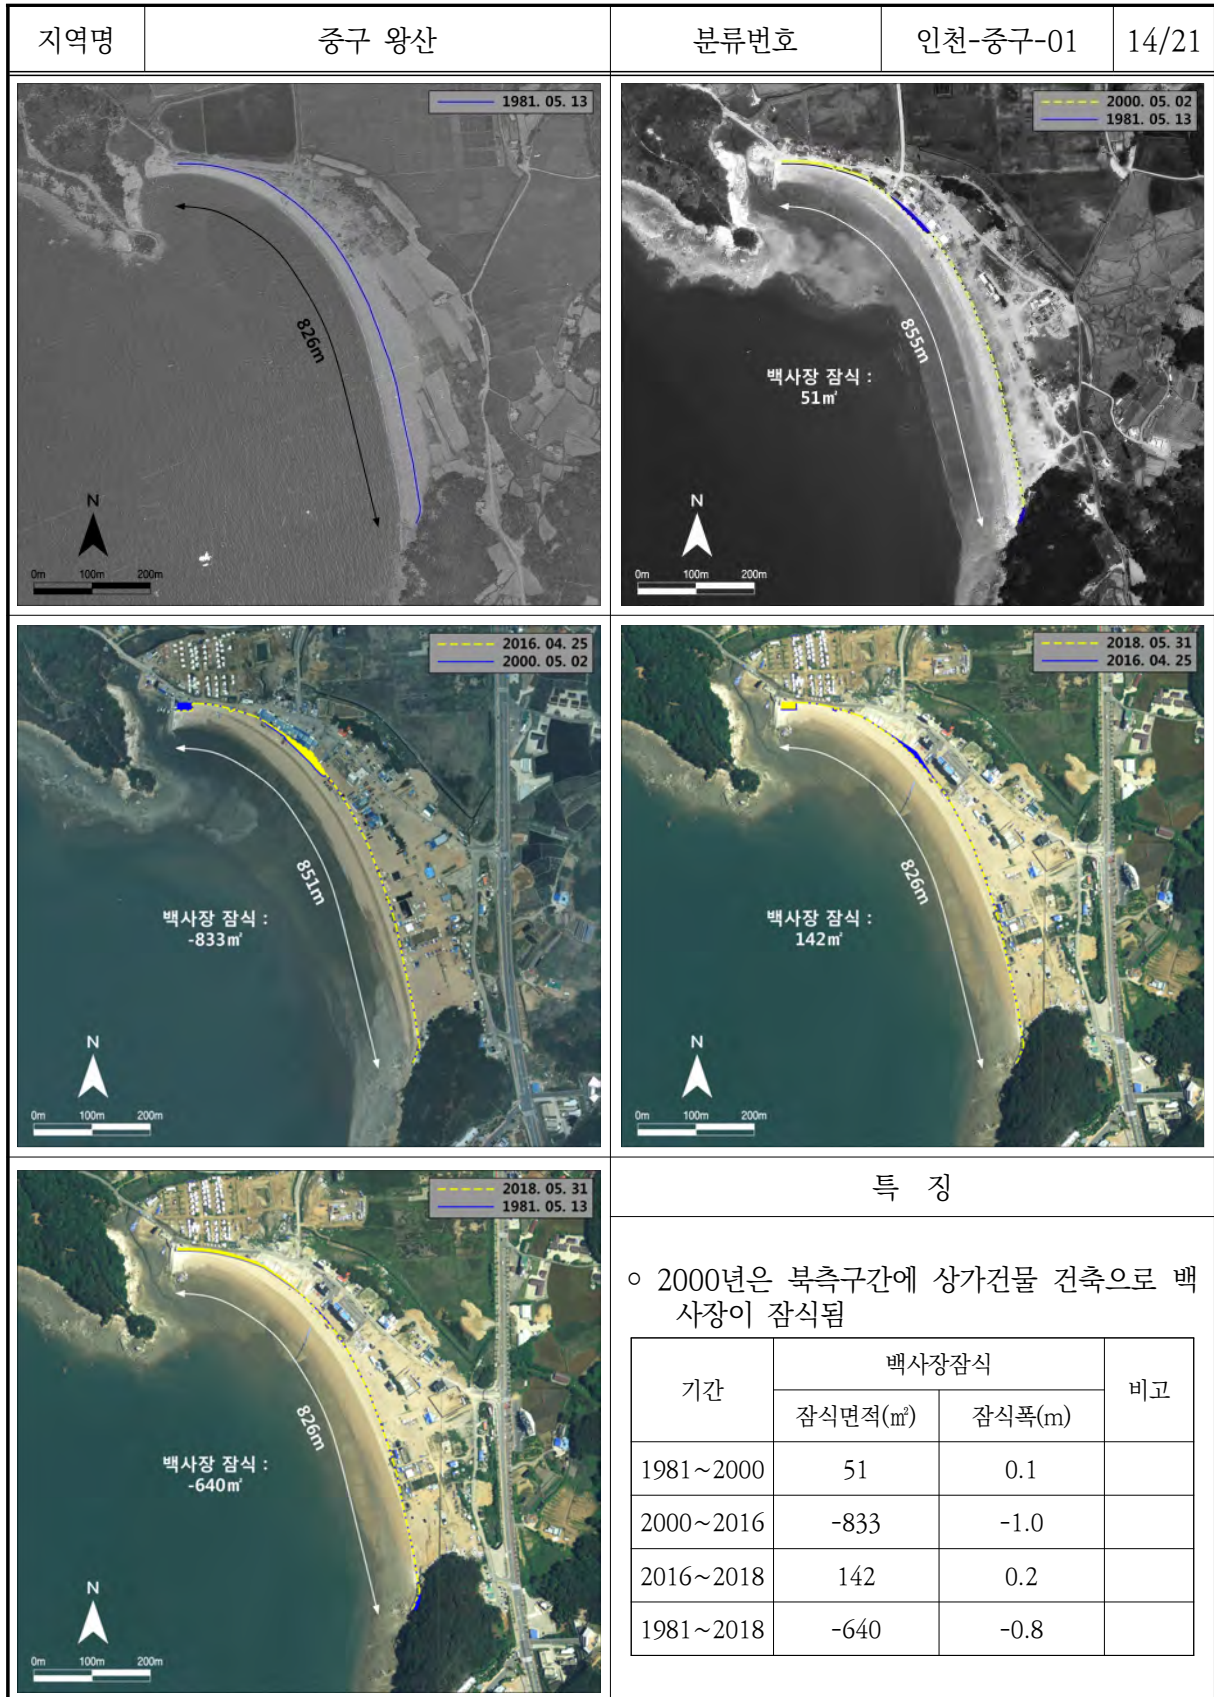 지역명 중구 왕산 분류번호 인천-중구-01 14/21
1981. 05. 13
826m
N
0m 100m 200m
2000. 05. 02
1981. 05. 13
855m
백사장 잠식 :
51㎡
N
0m 100m 200m
2016. 04. 25
2000. 05. 02
851m
백사장 잠식 :
-833㎡
N
0m 100m 200m
2018. 05. 31
2016. 04. 25
826m
백사장 잠식 :
142㎡
N
0m 100m 200m
2018. 05. 31
1981. 05. 13
826m
백사장 잠식 :
-640㎡
N
0m 100m 200m
특 징
○ 2000년은 북측구간에 상가건물 건축으로 백
사장이 잠식됨
기간 백사장잠식 비고
잠식면적(㎡) 잠식폭(m)
1981~2000 51 0.1
2000~2016 -833 -1.0
2016~2018 142 0.2
1981~2018 -640 -0.8